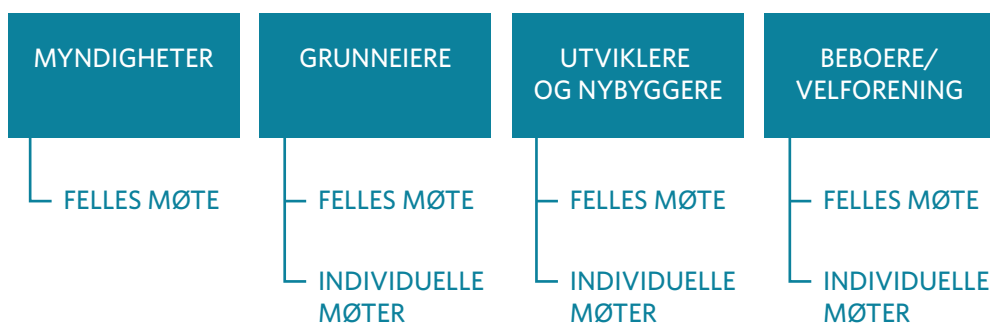 MYNDIGHETER
FELLES MØTE
GRUNNEIERE
FELLES MØTE
INDIVIDUELLE
MØTER
UTVIKLERE
OG NYBYGGERE
FELLES MØTE
INDIVIDUELLE
MØTER
BEBOERE/
VELFORENING
FELLES MØTE
INDIVIDUELLE
MØTER